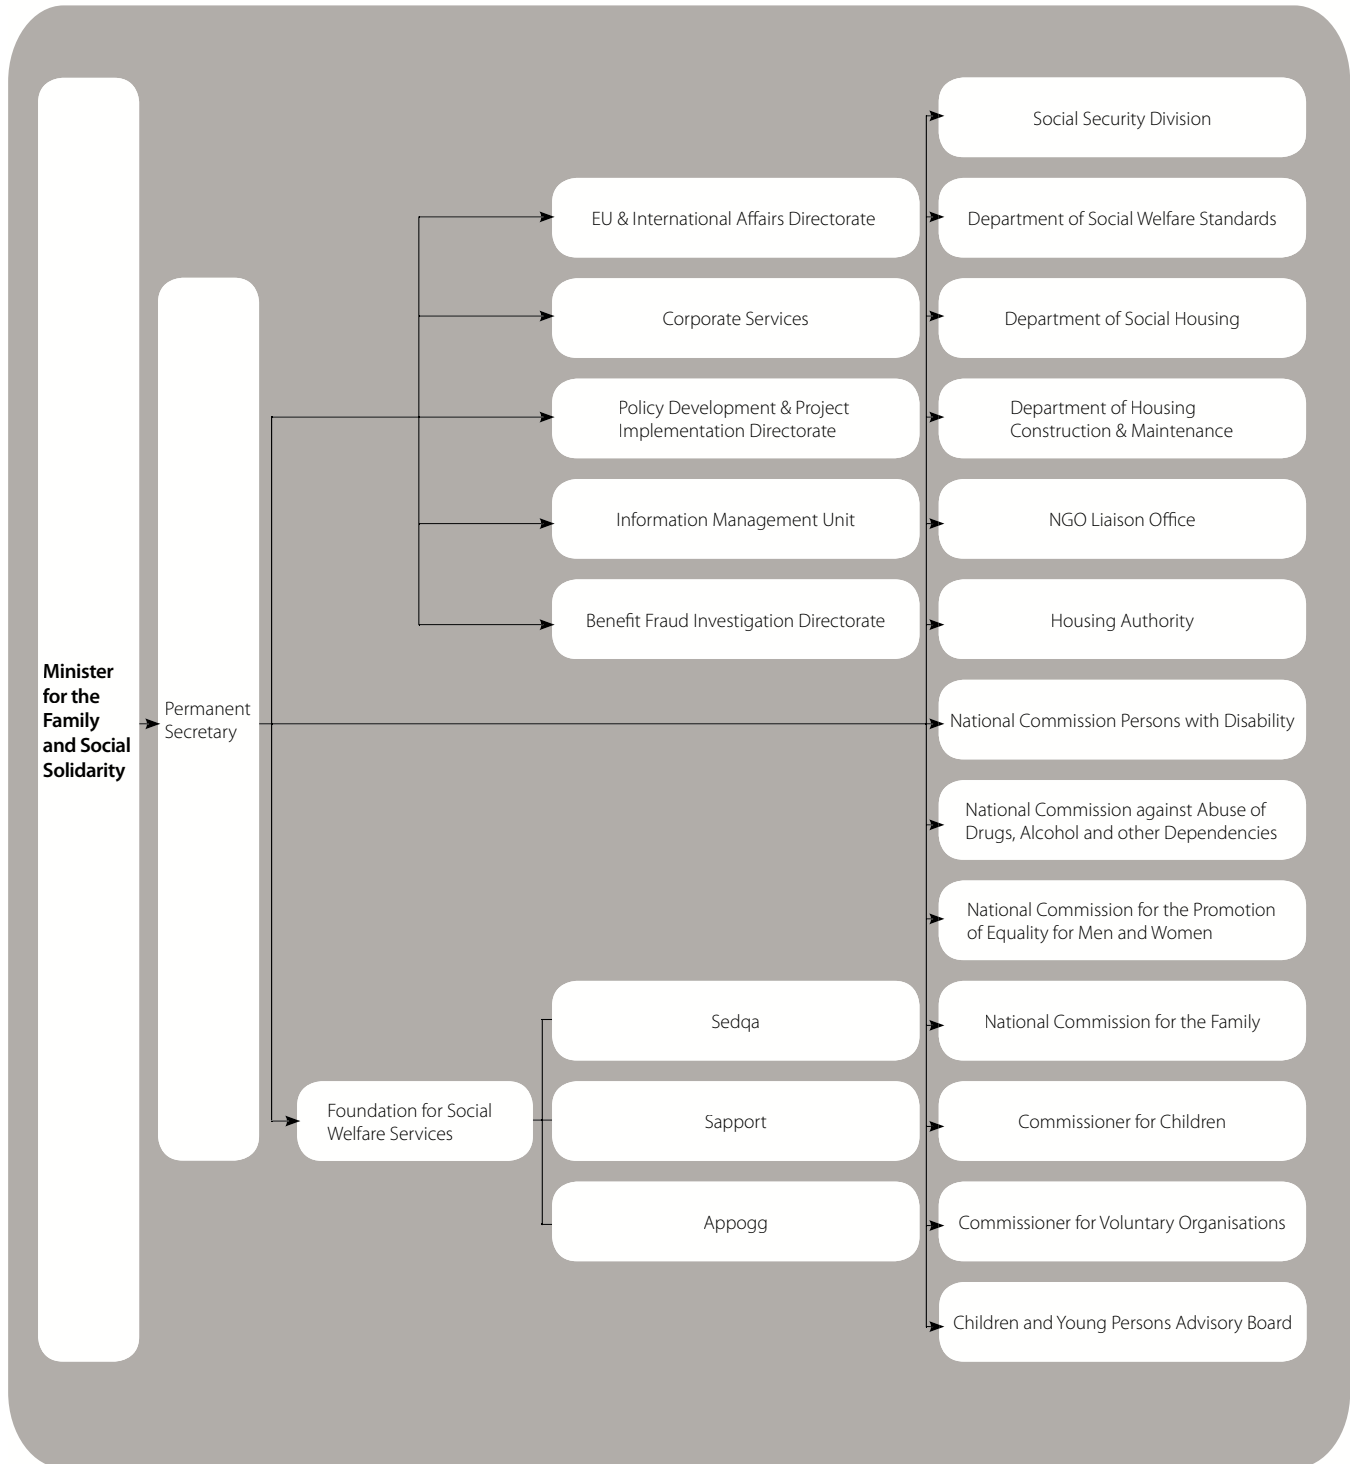 Minister
for the
Family
and Social
Solidarity
Permanent
Secretary
EU & International Affairs Directorate
Corporate Services
Policy Development & Project
Implementation Directorate
Information Management Unit
Benefit Fraud Investigation Directorate
Foundation for Social
Welfare Services
Sedqa
Sapport
Appogg
Social Security Division
Department of Social Welfare Standards
Department of Social Housing
Department of Housing
Construction & Maintenance
NGO Liaison Office
Housing Authority
National Commission Persons with Disability
National Commission against Abuse of
Drugs, Alcohol and other Dependencies
National Commission for the Promotion
of Equality for Men and Women
National Commission for the Family
Commissioner for Children
Commissioner for Voluntary Organisations
Children and Young Persons Advisory Board